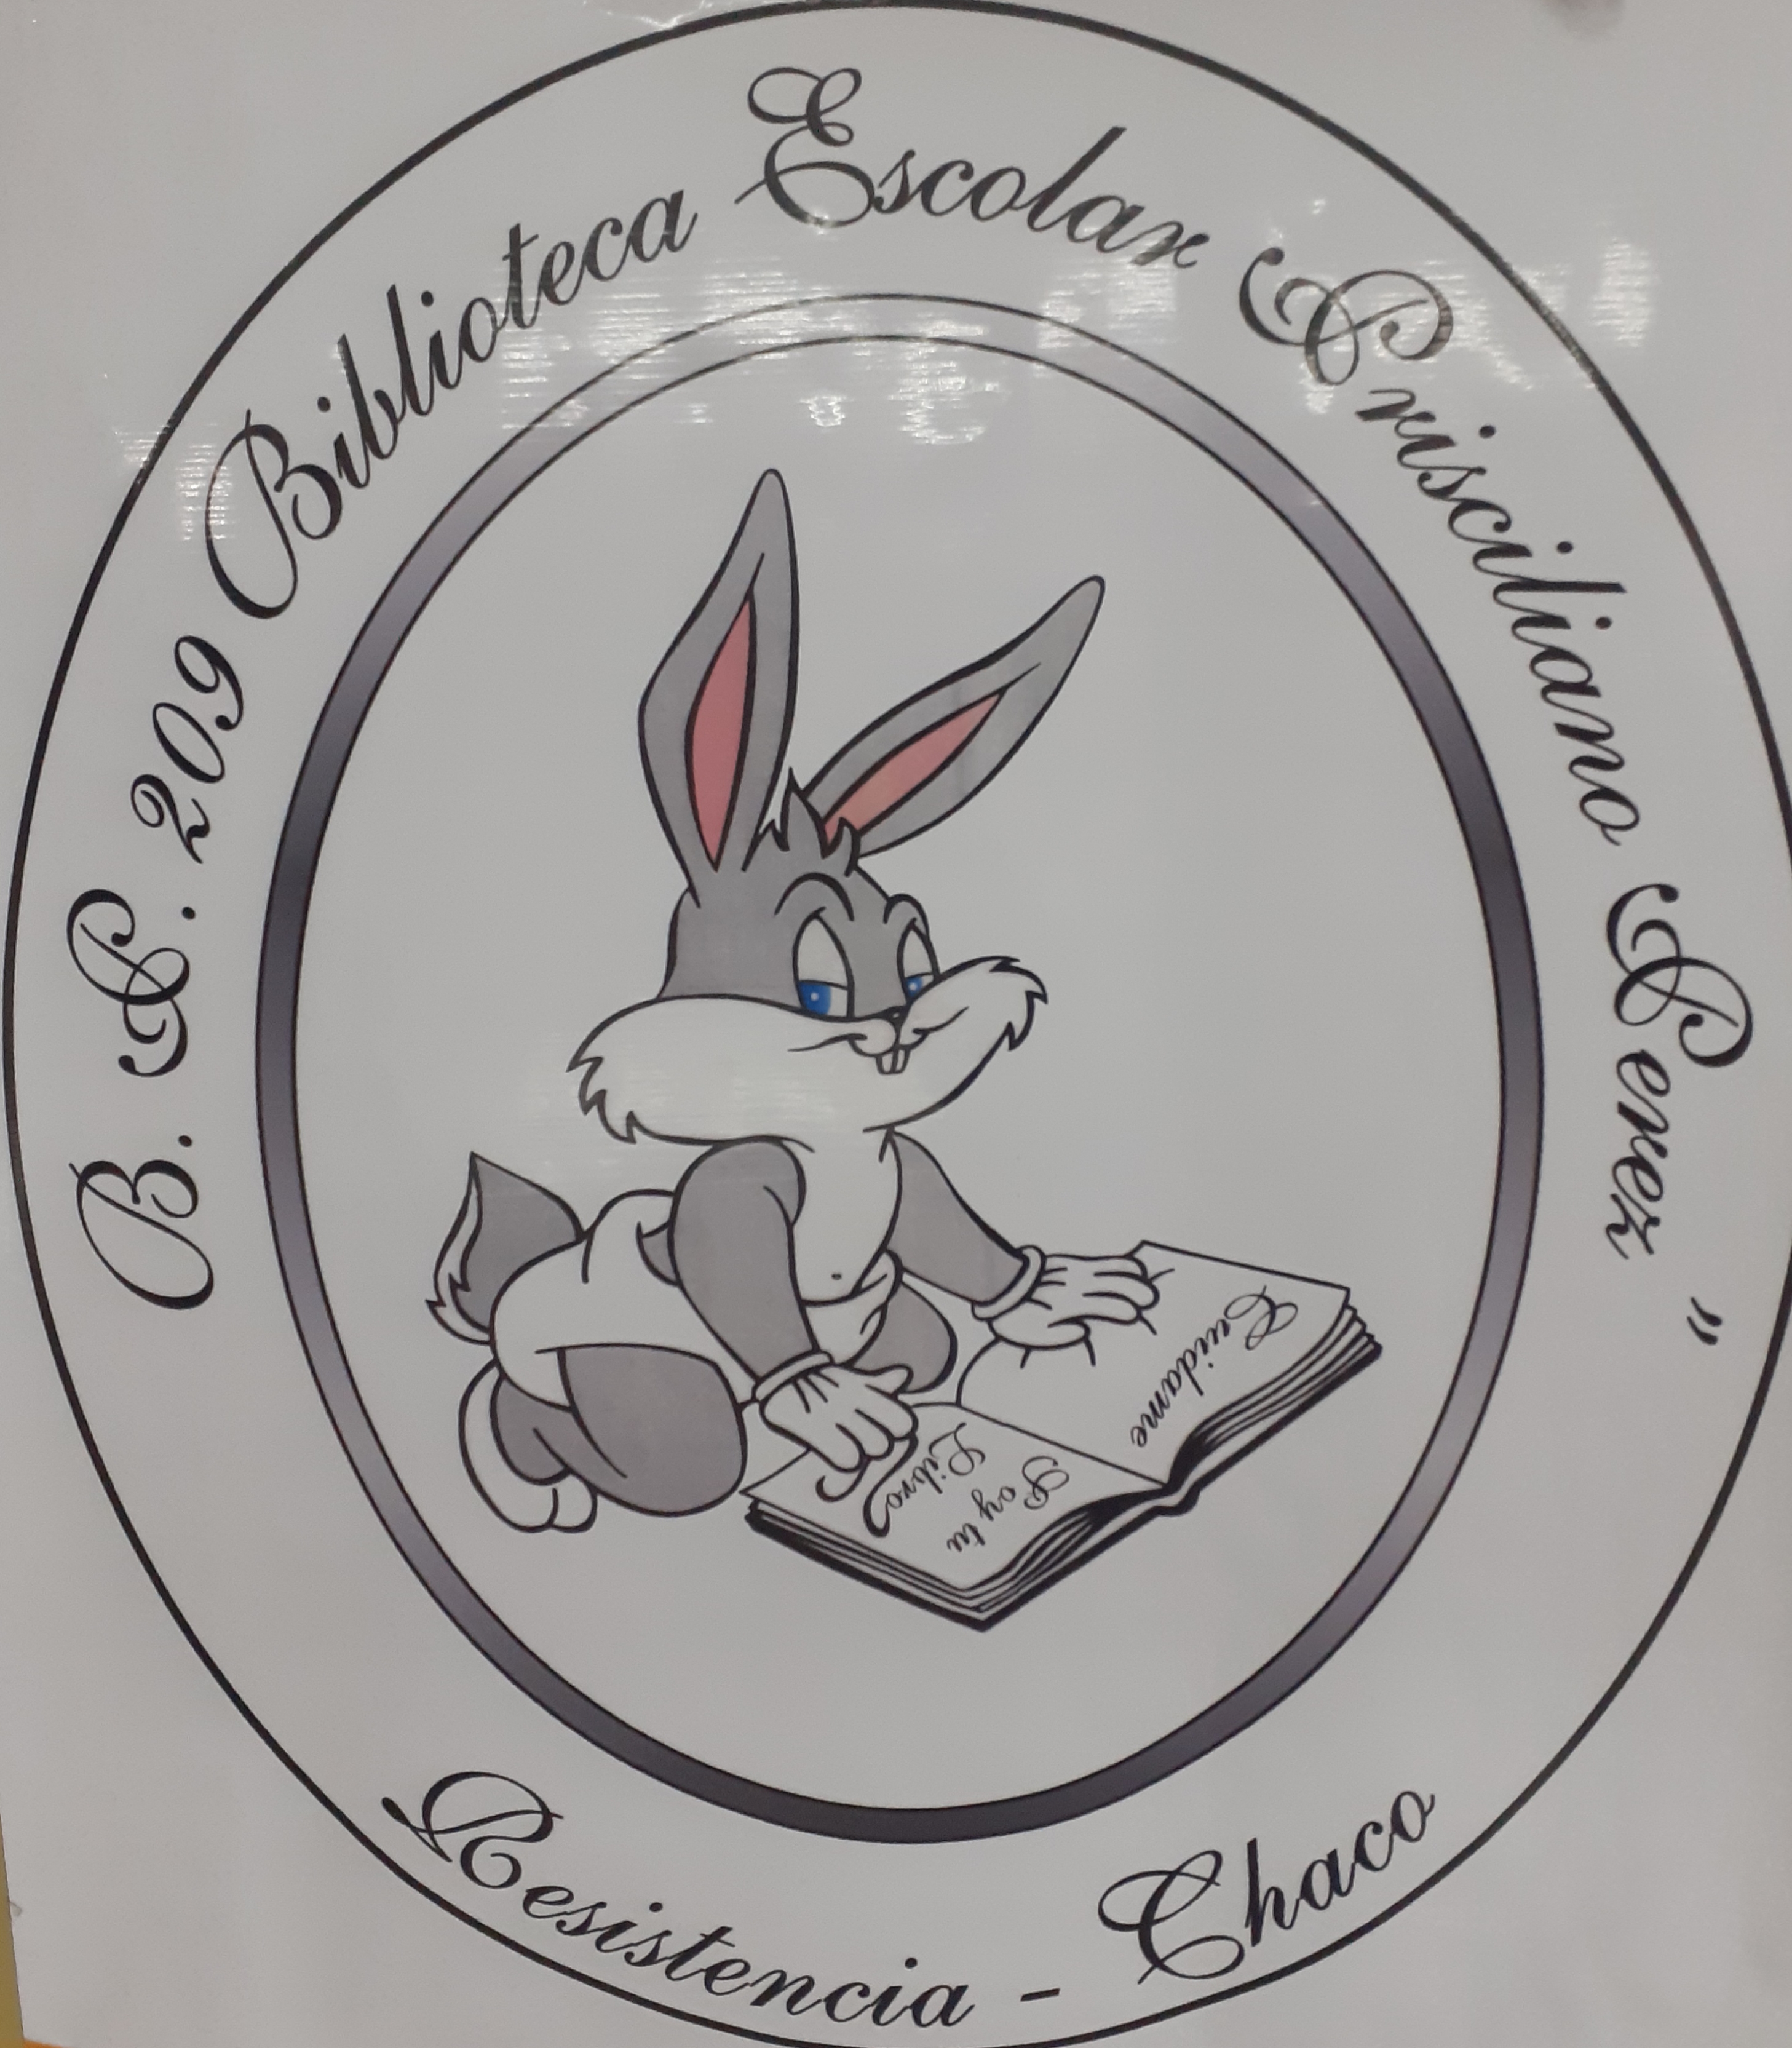 B. P. 209 Biblioteca Escolar Prisciliano Perez "
Soy tu
Libro
Cuidame
Resistencia - Chaco